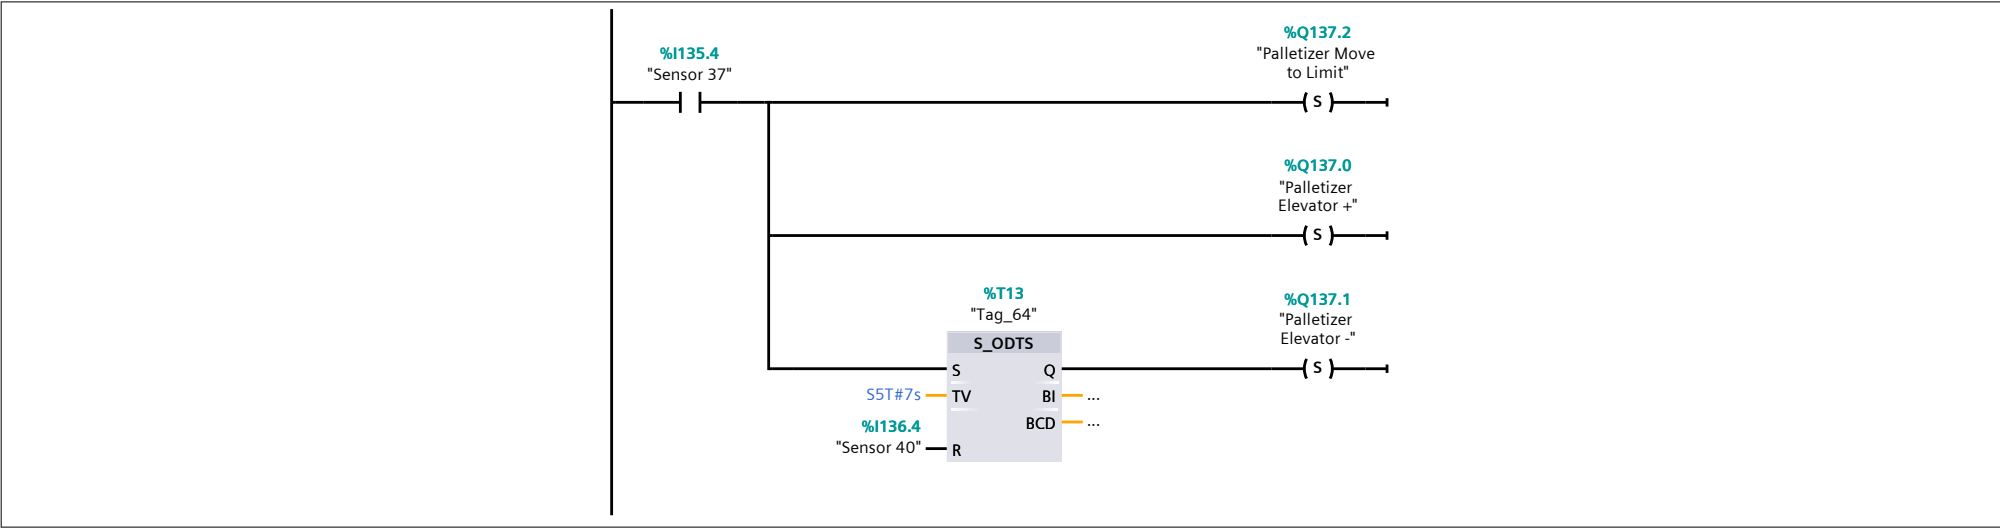 %Q137.2
"Palletizer Move
to Limit"
%I135.4
"Sensor 37"
S
%Q137.0
"Palletizer
Elevator +"
S
%T13
"Tag_64"
%Q137.1
"Palletizer
Elevator -"
S_ODTS
S Q
S
S5T#7s TV BI ...
%I136.4
BCD ...
"Sensor 40" R